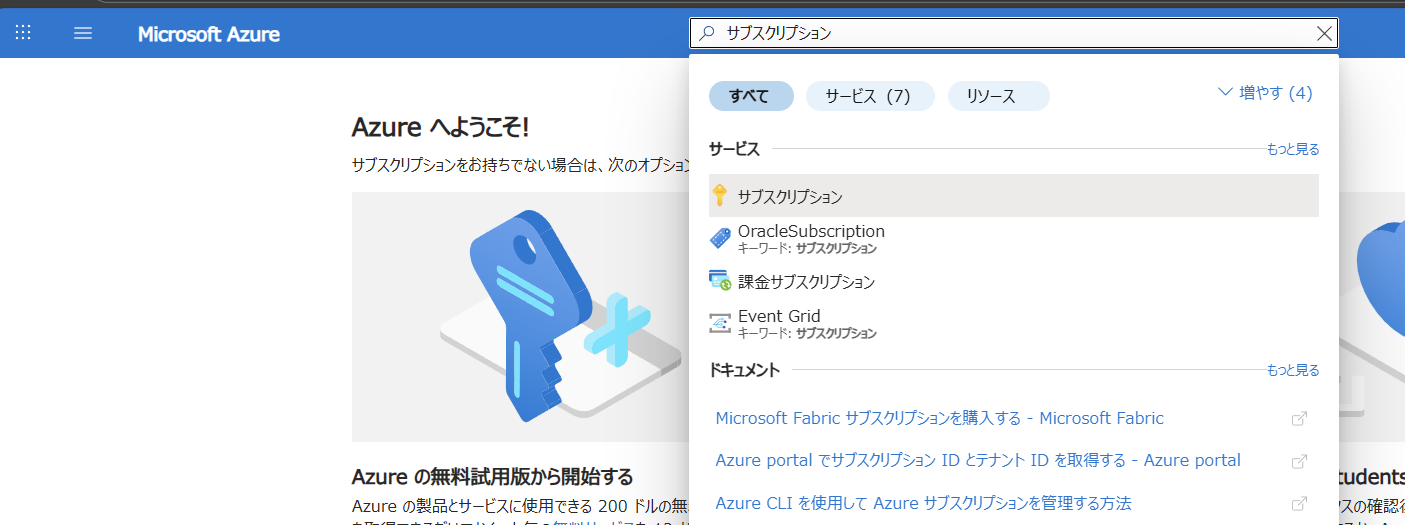 Microsoft Azure
サブスクリプション
すべて
サービス (7)
リソース
増やす (4)
Azure へようこそ!
サブスクリプションをお持ちでない場合は、次のオプション
サービス
もっと見る
サブスクリプション
OracleSubscription
キーワード: サブスクリプション
課金サブスクリプション
Event Grid
キーワード: サブスクリプション
ドキュメント
もっと見る
Microsoft Fabric サブスクリプションを購入する - Microsoft Fabric
Azure portal でサブスクリプション ID とテナント ID を取得する - Azure portal
Azure CLI を使用して Azure サブスクリプションを管理する方法
Azure の無料試用版から開始する
Azure の製品とサービスに使用できる 200 ドルの無
tudents
スの確認後